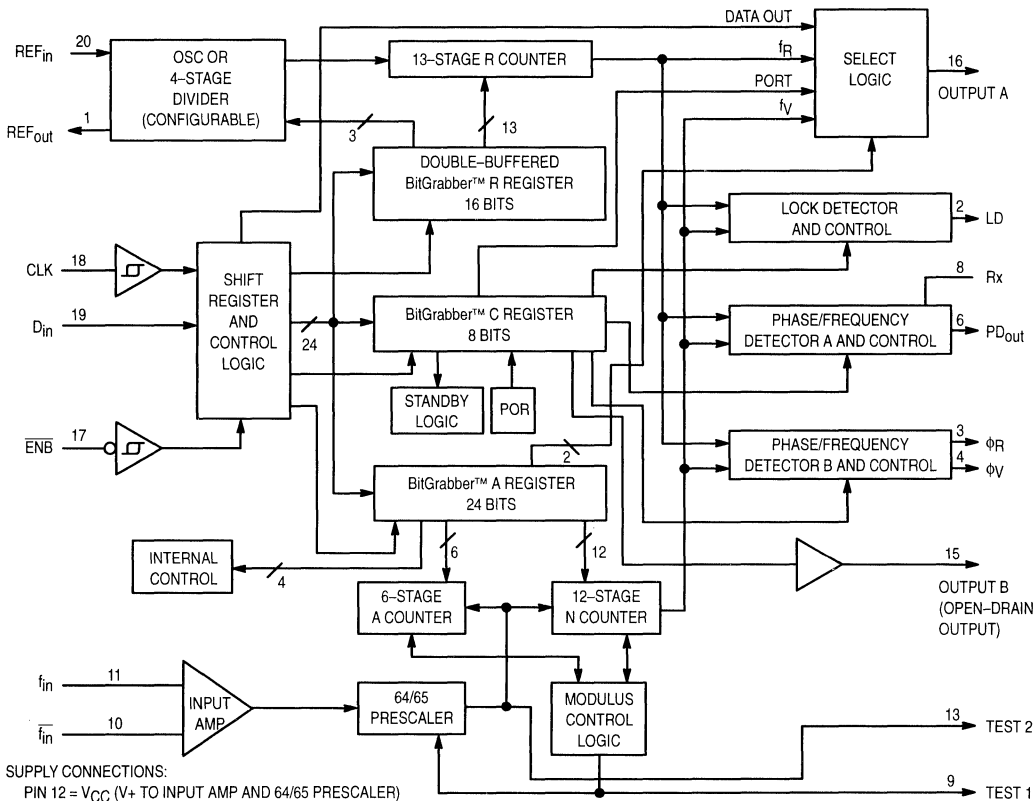 DATA OUT
REFin
20
OSC OR
4–STAGE
DIVIDER
(CONFIGURABLE)
13–STAGE R COUNTER
fR
SELECT
LOGIC
16
OUTPUT A
PORT
fV
REFout
1
3
13
DOUBLE–BUFFERED
BitGrabber™ R REGISTER
16 BITS
LOCK DETECTOR
AND CONTROL
2
LD
CLK
18
SHIFT
REGISTER
AND
CONTROL
LOGIC
8
Rx
Din
19
24
BitGrabber™ C REGISTER
8 BITS
PHASE/FREQUENCY
DETECTOR A AND CONTROL
6
PDout
STANDBY
LOGIC
POR
ENB
17
2
PHASE/FREQUENCY
DETECTOR B AND CONTROL
3
ϕR
4
ϕV
BitGrabber™ A REGISTER
24 BITS
INTERNAL
CONTROL
4
6
12
15
OUTPUT B
(OPEN–DRAIN
OUTPUT)
6–STAGE
A COUNTER
12–STAGE
N COUNTER
fin
11
INPUT
AMP
64/65
PRESCALER
MODULUS
CONTROL
LOGIC
fin
10
13
TEST 2
9
TEST 1
SUPPLY CONNECTIONS:
PIN 12 = VCC (V+ TO INPUT AMP AND 64/65 PRESCALER)